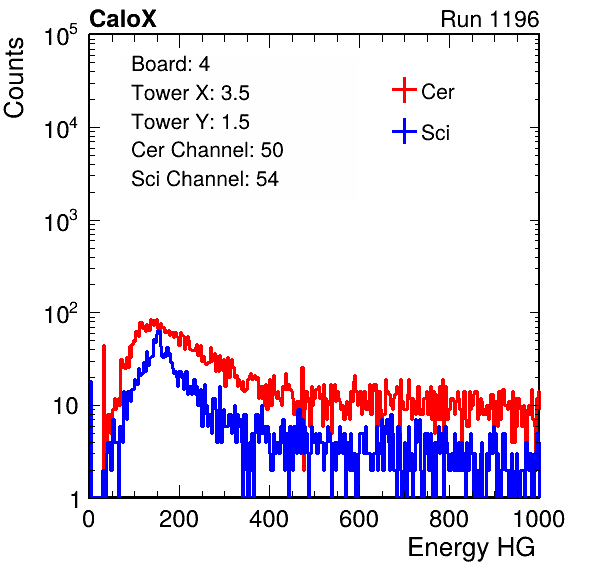 CaloX Run 1196
Counts
10^5
10^4
10^3
10^2
10
1
Board: 4
Tower X: 3.5
Tower Y: 1.5
Cer Channel: 50
Sci Channel: 54
Cer
Sci
0 200 400 600 800 1000
Energy HG